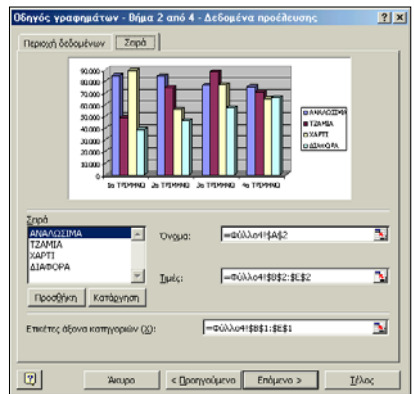 Οδηγός γραφημάτων - Βήμα 2 από 4 - Δεδομένα προέλευσης
Περιοχή δεδομένων Σειρά
90.000
80.000
70.000
60.000
50.000
40.000
30.000
20.000
10.000
0
1ο ΤΡΙΜΗΝΟ 2ο ΤΡΙΜΗΝΟ 3ο ΤΡΙΜΗΝΟ 4ο ΤΡΙΜΗΝΟ
ΑΝΑΛΩΣΙΜΑ
ΤΖΑΜΙΑ
ΧΑΡΤΙ
ΔΙΑΦΟΡΑ
Σειρά
ΑΝΑΛΩΣΙΜΑ
ΤΖΑΜΙΑ
ΧΑΡΤΙ
ΔΙΑΦΟΡΑ
Όνομα: =Φύλλο4!$A$2
Τιμές: =Φύλλο4!$B$2:$E$2
Προσθήκη Κατάργηση
Ετικέτες άξονα κατηγοριών (Χ): =Φύλλο4!$B$1:$E$1
Άκυρο < Προηγούμενο Επόμενο > Τέλος